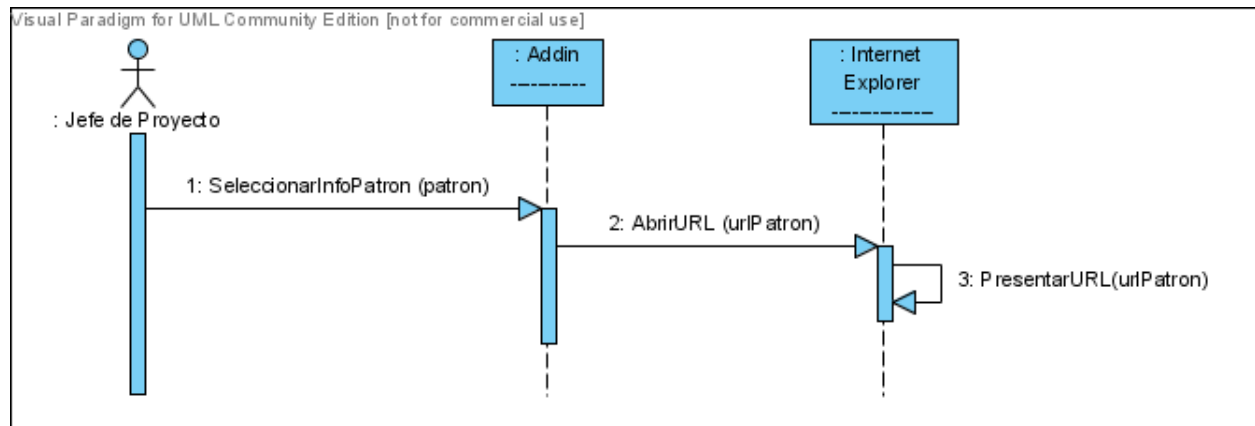 Visual Paradigm for UML Community Edition [not for commercial use]
: Jefe de Proyecto
: Addin
: Internet
Explorer
1: SeleccionarInfoPatron (patron)
2: AbrirURL (urlPatron)
3: PresentarURL(urlPatron)